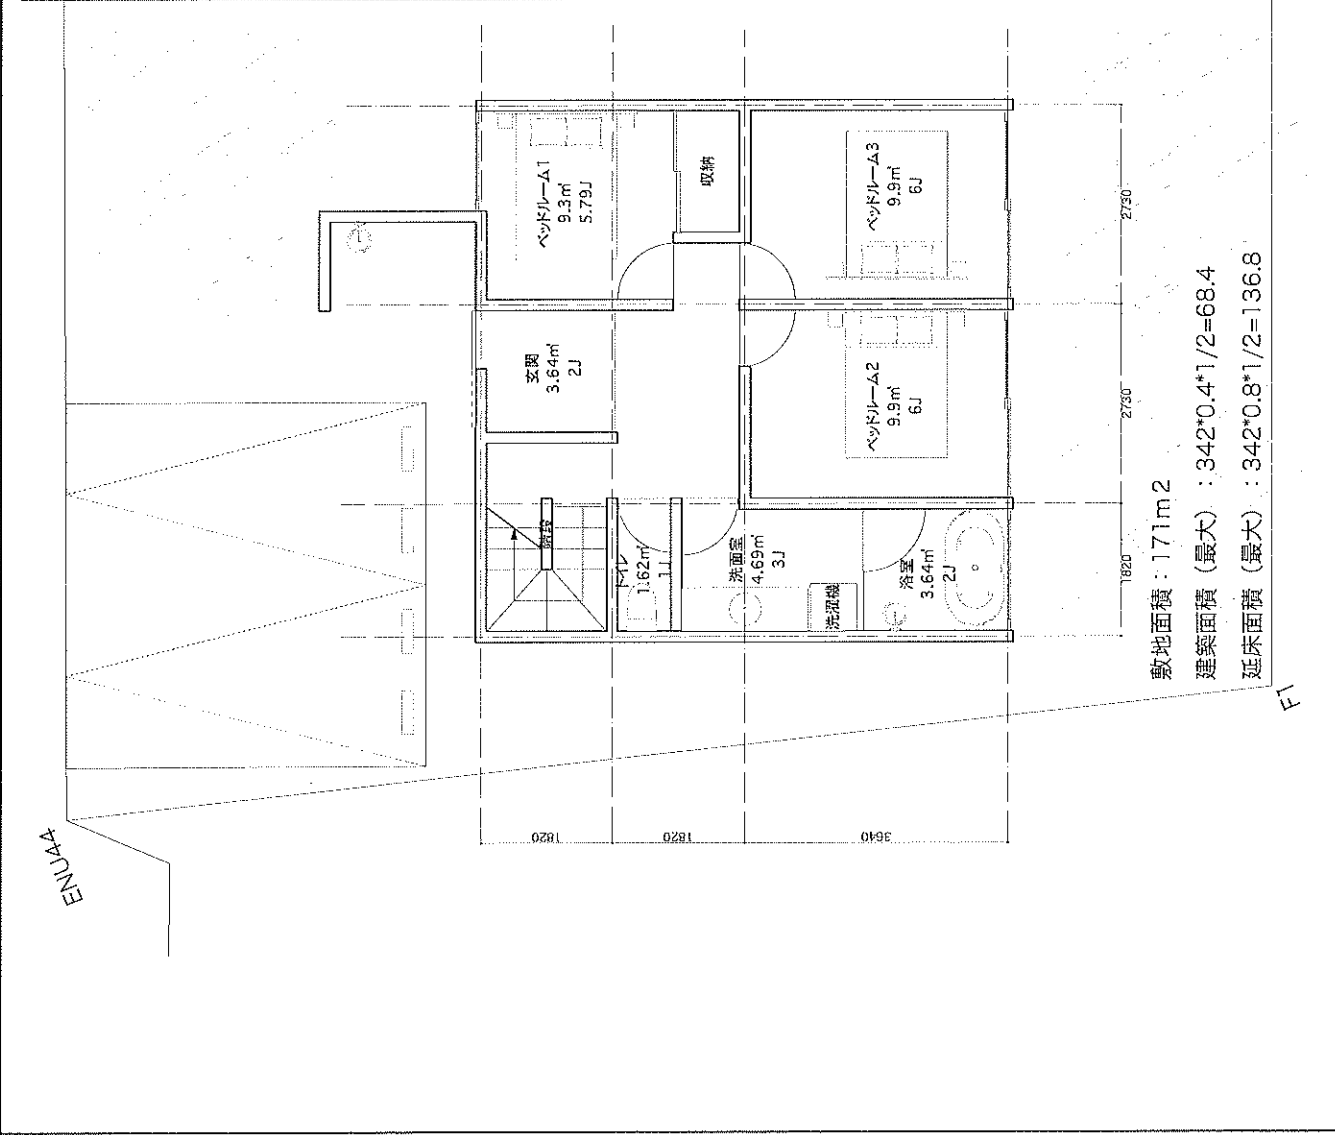 ENU44
F1
階段
玄関
3.64㎡
2J
ベッドルーム1
9.3㎡
5.79J
収納
トイレ
1.62㎡
1J
洗面室
4.69㎡
3J
洗濯機
浴室
3.64㎡
2J
ベッドルーム2
9.9㎡
6J
ベッドルーム3
9.9㎡
6J
1820
1820
3640
1820
2730
2730
敷地面積：171m2
建築面積（最大）：342*0.4*1/2=68.4
延床面積（最大）：342*0.8*1/2=136.8